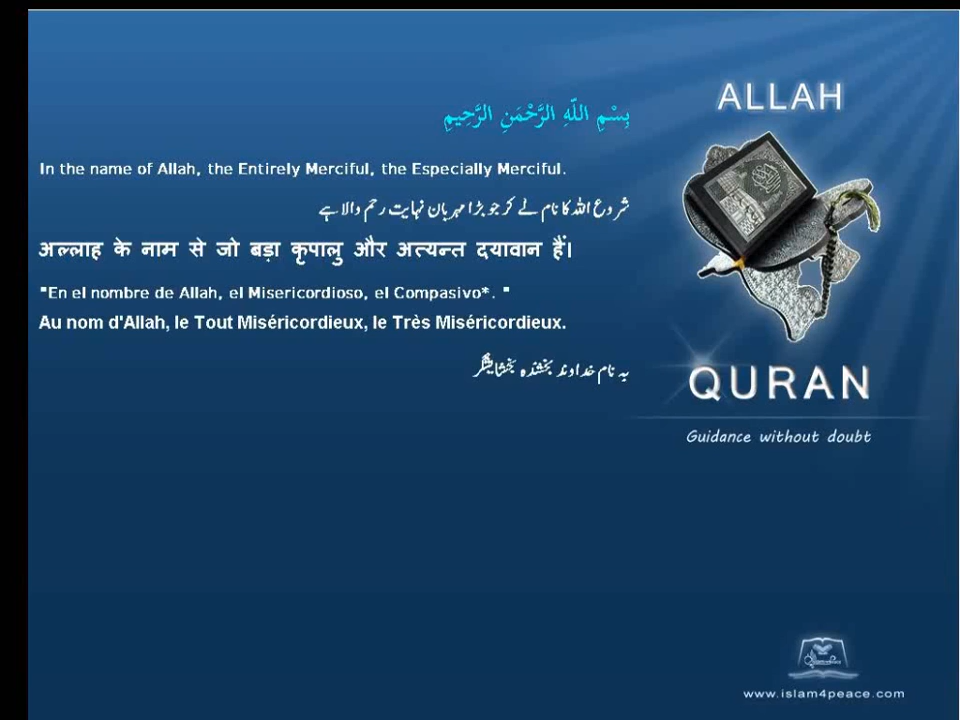 بِسْمِ اللَّهِ الرَّحْمَنِ الرَّحِيمِ
In the name of Allah, the Entirely Merciful, the Especially Merciful.
شروع اللہ کا نام لے کر جو بڑا مہربان نہایت رحم والا ہے
अल्लाह के नाम से जो बड़ा कृपालु और अत्यन्त दयावान हैं।
"En el nombre de Allah, el Misericordioso, el Compasivo*. "
Au nom d'Allah, le Tout Miséricordieux, le Très Miséricordieux.
به نام خداوند بخشنده بخشایشگر
ALLAH
QURAN
Guidance without doubt
www.islam4peace.com